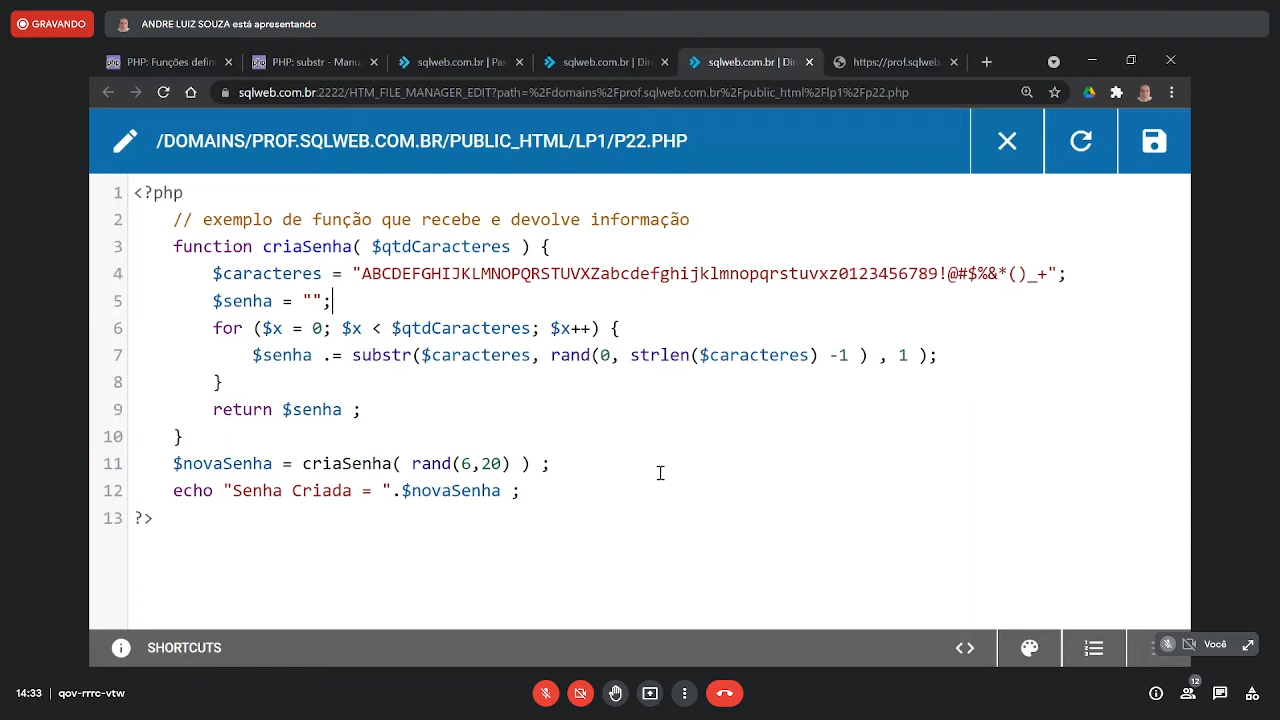 GRAVANDO
ANDRE LUIZ SOUZA está apresentando
PHP: Funções defin
PHP: substr - Manu
sqlweb.com.br | Pa
sqlweb.com.br | Dir
sqlweb.com.br | Dir
https://prof.sqlweb.
sqlweb.com.br:2222/HTM_FILE_MANAGER_EDIT?path=%2Fdomains%2Fprof.sqlweb.com.br%2Fpublic_html%2Flp1%2Fp22.php
/DOMAINS/PROF.SQLWEB.COM.BR/PUBLIC_HTML/LP1/P22.PHP
1 <?php
2 // exemplo de função que recebe e devolve informação
3 function criaSenha( $qtdCaracteres ) {
4 $caracteres = "ABCDEFGHIJKLMNOPQRSTUVXZabcdefghijklmnopqrstuvxz0123456789!@#$%&*()_+";
5 $senha = "";
6 for ($x = 0; $x < $qtdCaracteres; $x++) {
7 $senha .= substr($caracteres, rand(0, strlen($caracteres) -1 ) , 1 );
8 }
9 return $senha ;
10 }
11 $novaSenha = criaSenha( rand(6,20) ) ;
12 echo "Senha Criada = ".$novaSenha ;
13 ?>
SHORTCUTS
Você
14:33 | qov-rrrc-vtw
12